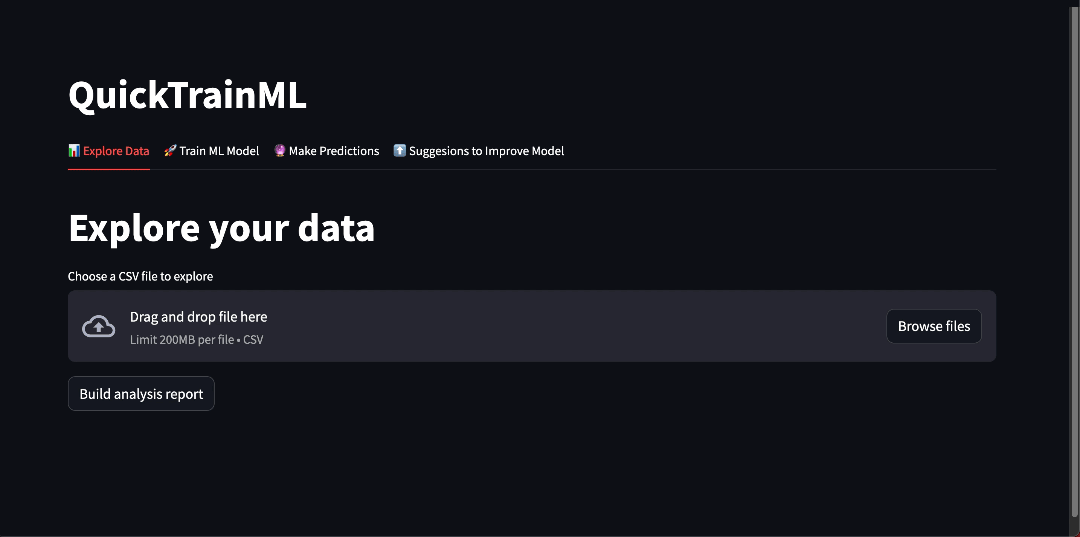 QuickTrainML
📊 Explore Data 🚀 Train ML Model 🔮 Make Predictions ⬆️ Suggesions to Improve Model
Explore your data
Choose a CSV file to explore
Drag and drop file here
Limit 200MB per file • CSV
Browse files
Build analysis report